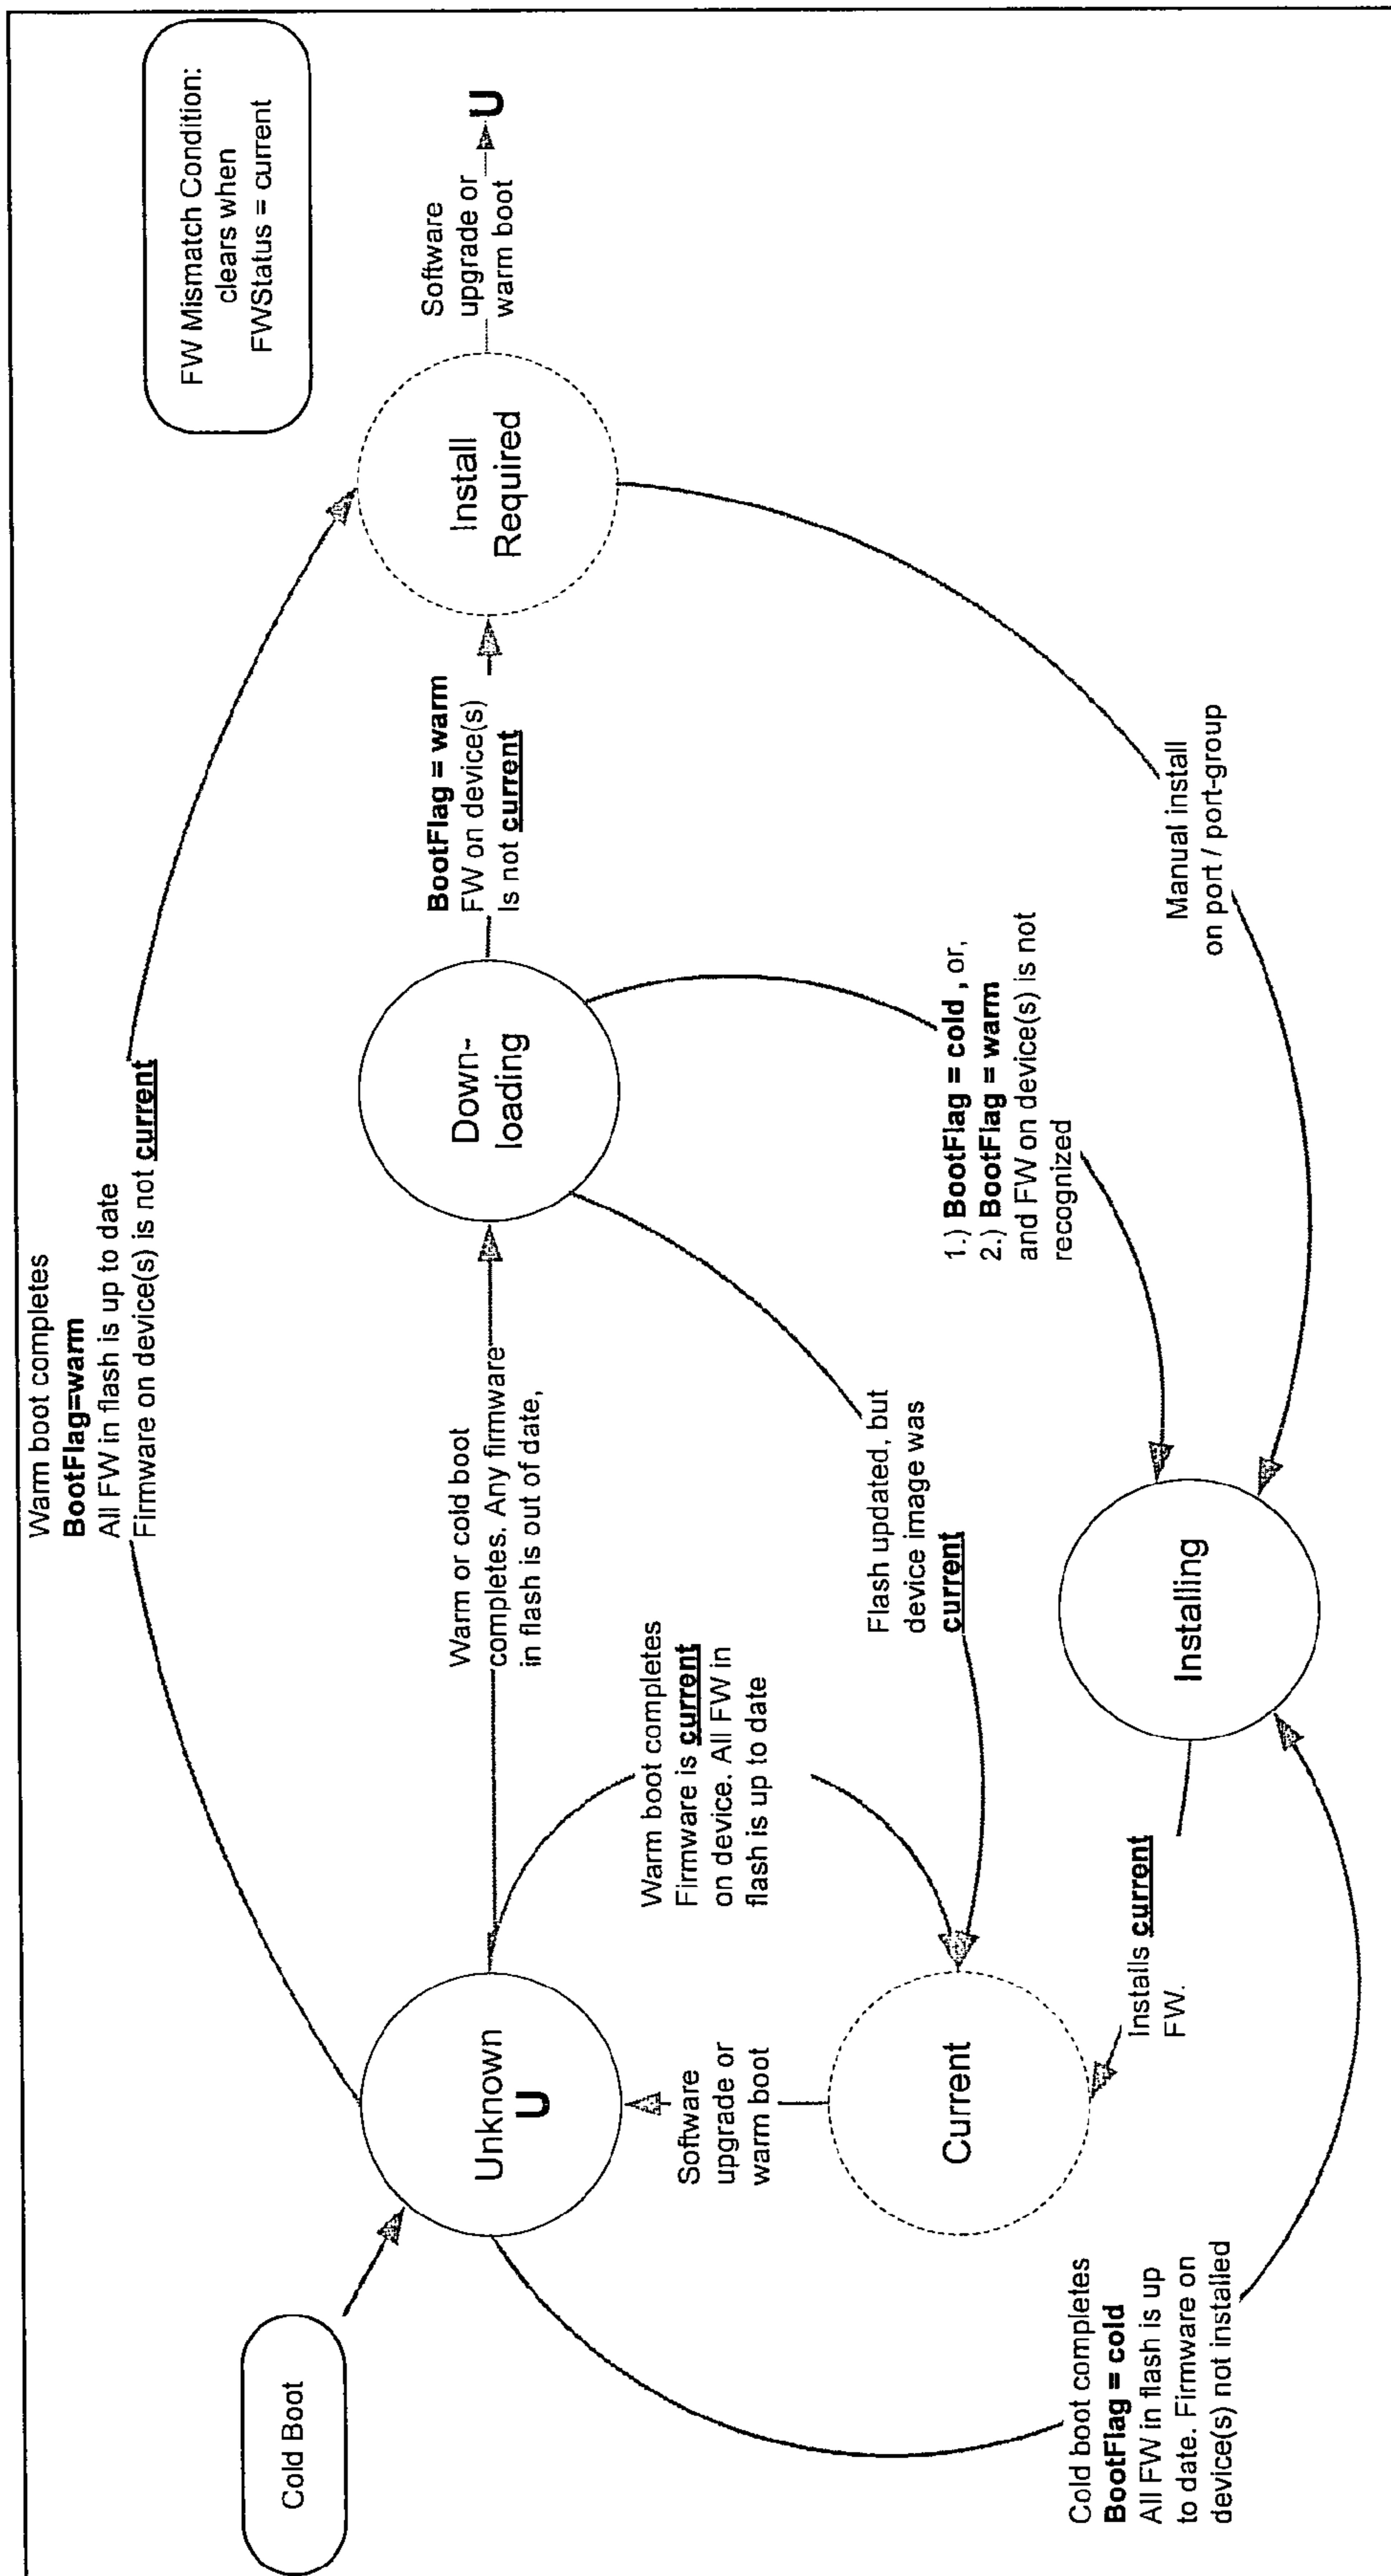 Cold Boot
Unknown
U
Warm boot completes
BootFlag=warm
All FW in flash is up to date
Firmware on device(s) is not current
FW Mismatch Condition:
clears when
FWStatus = current
Warm or cold boot
completes. Any firmware
in flash is out of date,
Down-
loading
BootFlag = warm
FW on device(s)
Is not current
Install
Required
Software
upgrade or
warm boot
U
Software
upgrade or
warm boot
Warm boot completes
Firmware is current
on device. All FW in
flash is up to date
Flash updated, but
device image was
current
1.) BootFlag = cold , or,
2.) BootFlag = warm
and FW on device(s) is not
recognized
Manual install
on port / port-group
Current
Installs current
FW.
Installing
Cold boot completes
BootFlag = cold
All FW in flash is up
to date. Firmware on
device(s) not installed